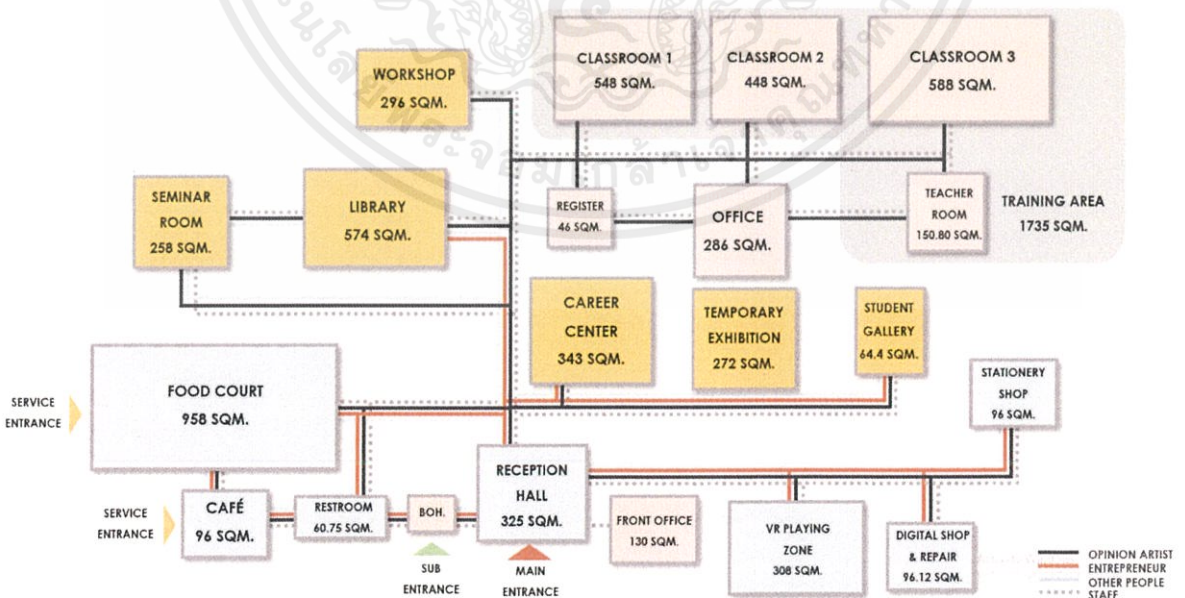 WORKSHOP
296 SQM.
CLASSROOM 1
548 SQM.
CLASSROOM 2
448 SQM.
CLASSROOM 3
588 SQM.
SEMINAR
ROOM
258 SQM.
LIBRARY
574 SQM.
REGISTER
46 SQM.
OFFICE
286 SQM.
TEACHER
ROOM
150.80 SQM.
TRAINING AREA
1735 SQM.
CAREER
CENTER
343 SQM.
TEMPORARY
EXHIBITION
272 SQM.
STUDENT
GALLERY
64.4 SQM.
STATIONERY
SHOP
96 SQM.
SERVICE
ENTRANCE
FOOD COURT
958 SQM.
SERVICE
ENTRANCE
CAFÉ
96 SQM.
RESTROOM
60.75 SQM.
BOH.
RECEPTION
HALL
325 SQM.
FRONT OFFICE
130 SQM.
VR PLAYING
ZONE
308 SQM.
DIGITAL SHOP
& REPAIR
96.12 SQM.
SUB
ENTRANCE
MAIN
ENTRANCE
OPINION ARTIST
ENTREPRENEUR
OTHER PEOPLE
STAFF